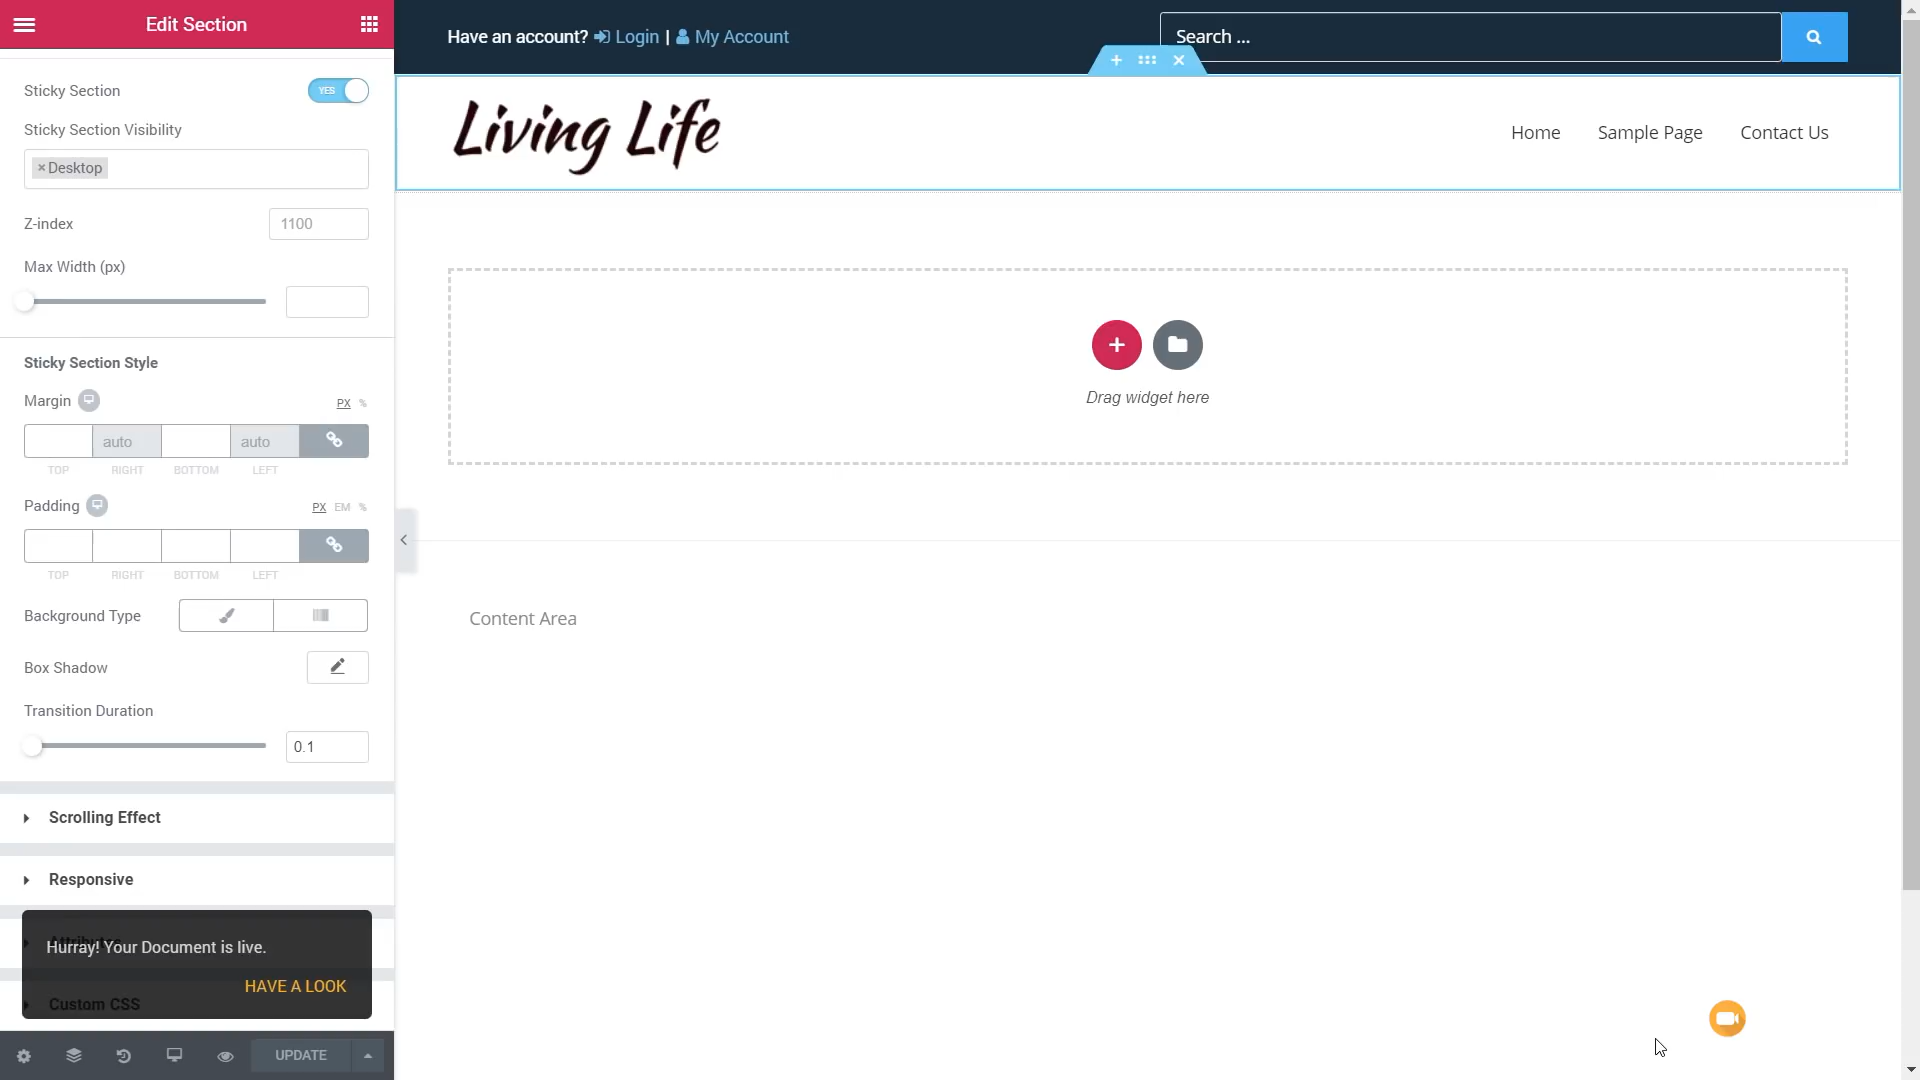 Edit Section
Have an account? Login | My Account
Search ...
Sticky Section
YES
Sticky Section Visibility
× Desktop
Z-index
1100
Max Width (px)
Living Life
Home
Sample Page
Contact Us
Drag widget here
Sticky Section Style
Margin
PX %
auto
auto
TOP RIGHT BOTTOM LEFT
Padding
PX EM %
TOP RIGHT BOTTOM LEFT
Background Type
Content Area
Box Shadow
Transition Duration
0.1
Scrolling Effect
Responsive
Attributes
Hurray! Your Document is live.
HAVE A LOOK
Custom CSS
UPDATE